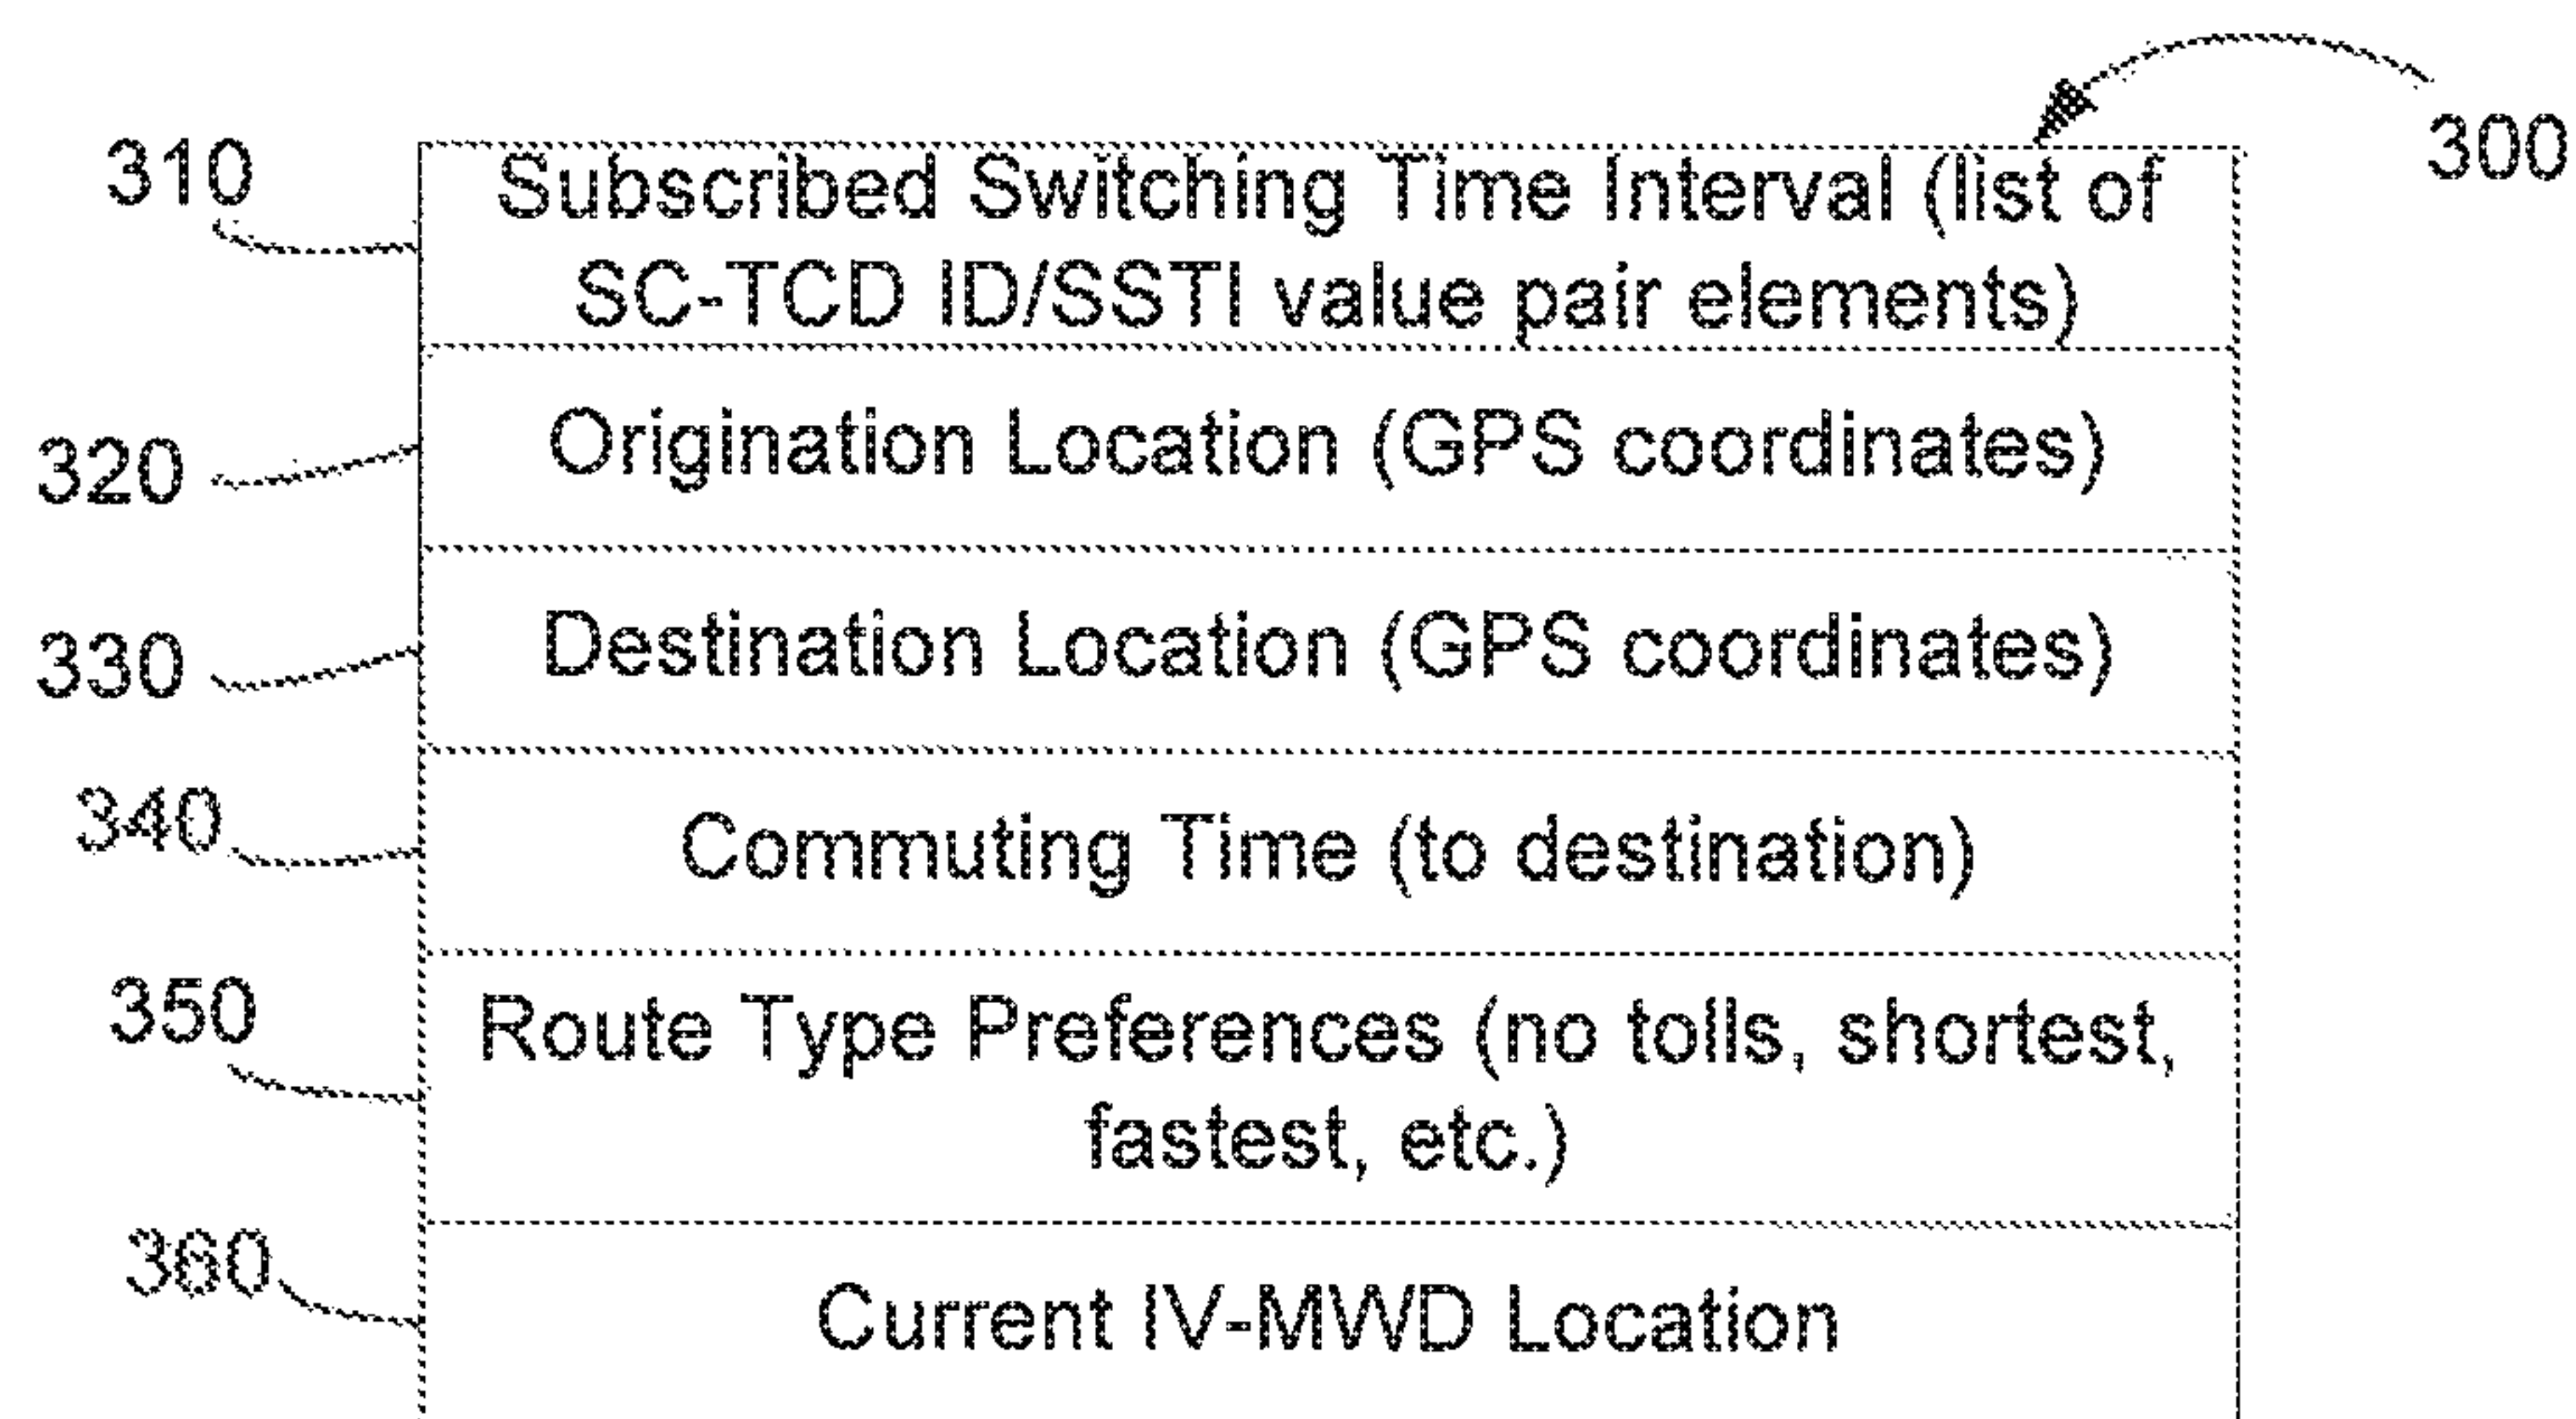 300
310
Subscribed Switching Time Interval (list of
SC-TCD ID/SSTI value pair elements)
320
Origination Location (GPS coordinates)
330
Destination Location (GPS coordinates)
340
Commuting Time (to destination)
350
Route Type Preferences (no tolls, shortest,
fastest, etc.)
360
Current IV-MWD Location